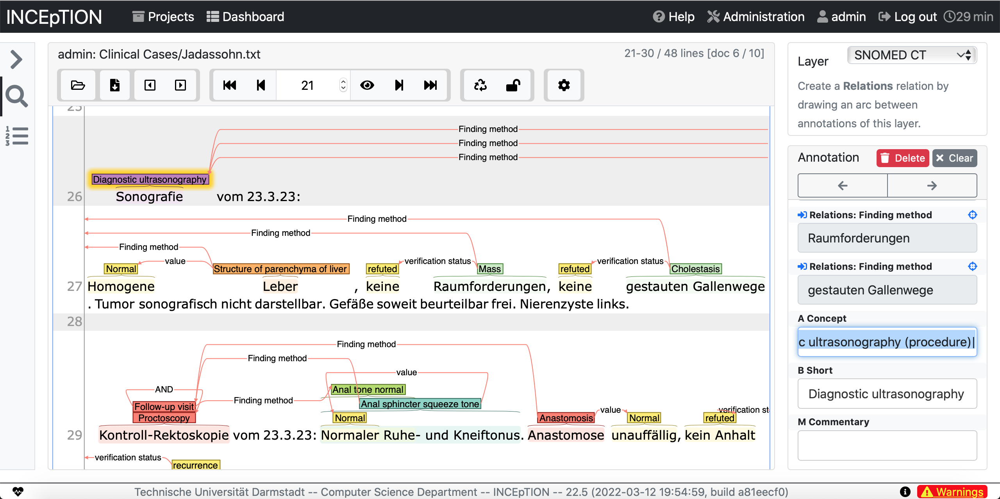 INCEpTION Projects Dashboard Help Administration admin Log out 29 min
admin: Clinical Cases/Jadassohn.txt 21-30 / 48 lines [doc 6 / 10]
21
25
Finding method
Finding method
Finding method
Diagnostic ultrasonography
26 Sonografie vom 23.3.23:
Finding method
Finding method
Finding method
value verification status verification status
Normal Structure of parenchyma of liver refuted Mass refuted Cholestasis
27 Homogene Leber , keine Raumforderungen, keine gestauten Gallenwege
. Tumor sonografisch nicht darstellbar. Gefäße soweit beurteilbar frei. Nierenzyste links.
28
Finding method
Finding method
value
AND Anal tone normal
Finding method Anal sphincter squeeze tone
Follow-up visit value verification st
Proctoscopy Normal Anastomosis Normal refuted
29 Kontroll-Rektoskopie vom 23.3.23: Normaler Ruhe- und Kneiftonus. Anastomose unauffällig, kein Anhalt
verification status
recurrence
Layer SNOMED CT
Create a Relations relation by
drawing an arc between
annotations of this layer.
Annotation Delete Clear
Relations: Finding method
Raumforderungen
Relations: Finding method
gestauten Gallenwege
A Concept
c ultrasonography (procedure)|
B Short
Diagnostic ultrasonography
M Commentary
Technische Universität Darmstadt -- Computer Science Department -- INCEpTION -- 22.5 (2022-03-12 19:54:59, build a81eecf0) Warnings